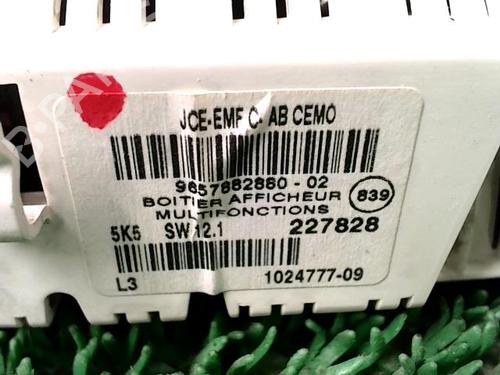 JCE-EMF C AB CEMO
9657882880-02
BOITIER AFFICHEUR
MULTIFONCTIONS
839
5K5 SW 12.1 227828
L3 1024777-09